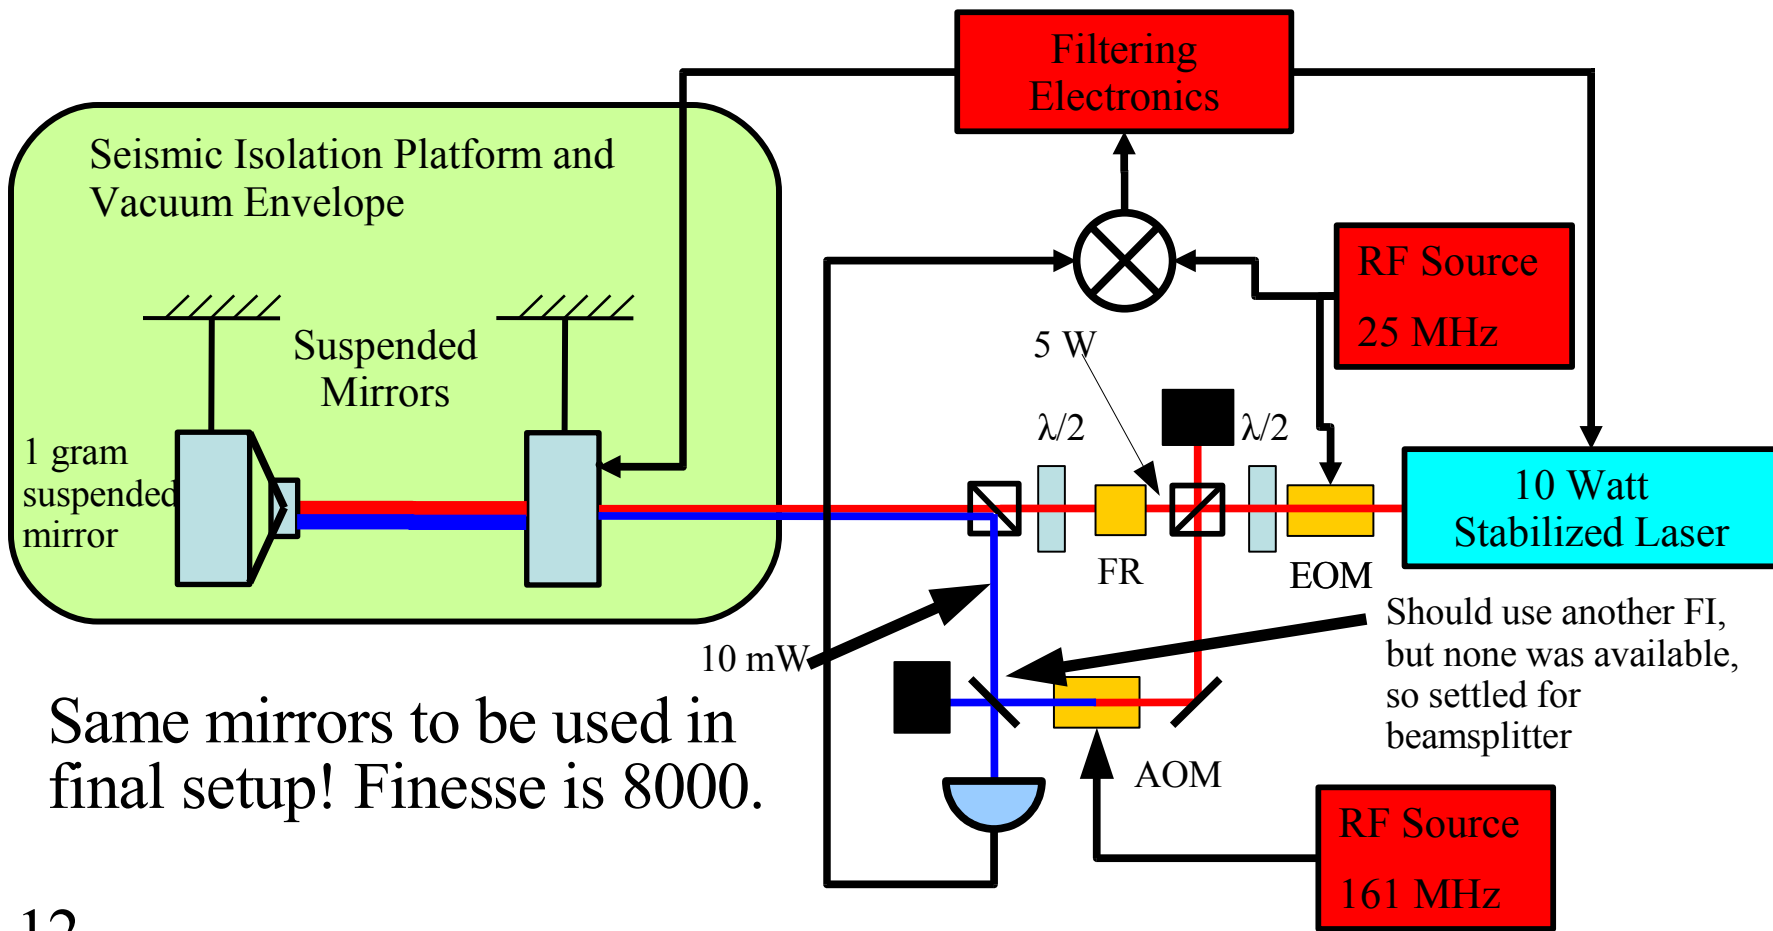 Filtering
Electronics
Seismic Isolation Platform and
Vacuum Envelope
RF Source
25 MHz
Suspended
Mirrors
5 W
λ/2
λ/2
1 gram
suspended
mirror
10 Watt
Stabilized Laser
FR
EOM
Should use another FI,
but none was available,
so settled for
beamsplitter
10 mW
Same mirrors to be used in
final setup! Finesse is 8000.
AOM
RF Source
161 MHz
12